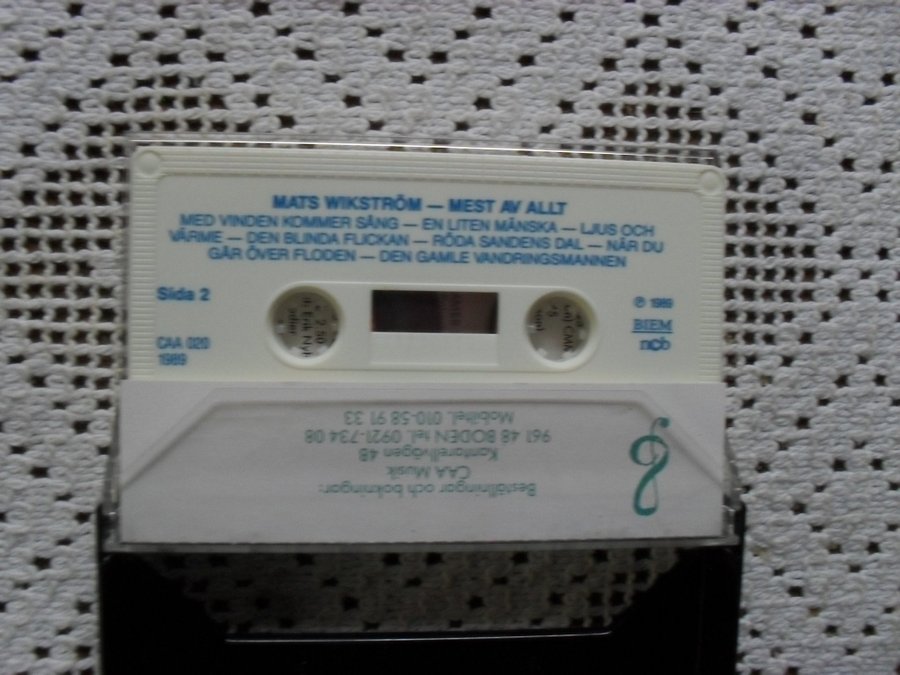 MATS WIKSTRÖM — MEST AV ALLT
MED VINDEN KOMMER SÅNG — EN LITEN MÄNSKA — LJUS OCH
VÄRME — DEN BLINDA FLICKAN — RÖDA SANDENS DAL — NÄR DU
GÅR ÖVER FLODEN — DEN GAMLE VANDRINGSMANNEN
Sida 2
℗ 1989
BIEM
ncb
CAA 020
1989
Beställningar och bokningar:
CAA Musik
Kantarellvägen 48
961 48 BODEN tel. 0921-734 08
Mobiltel. 010-58 91 33